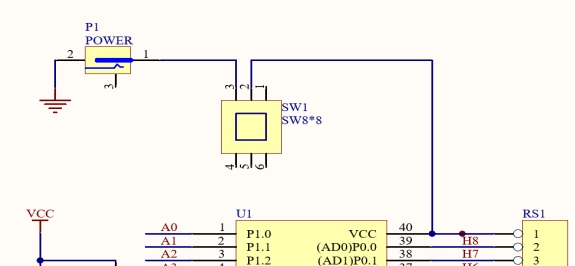 P1
POWER
2 1
3
3 2 1
SW1
SW8*8
4 5 6
VCC
U1
RS1
A0 1 P1.0 VCC 40 1
A1 2 P1.1 (AD0)P0.0 39 H8 2
A2 3 P1.2 (AD1)P0.1 38 H7 3